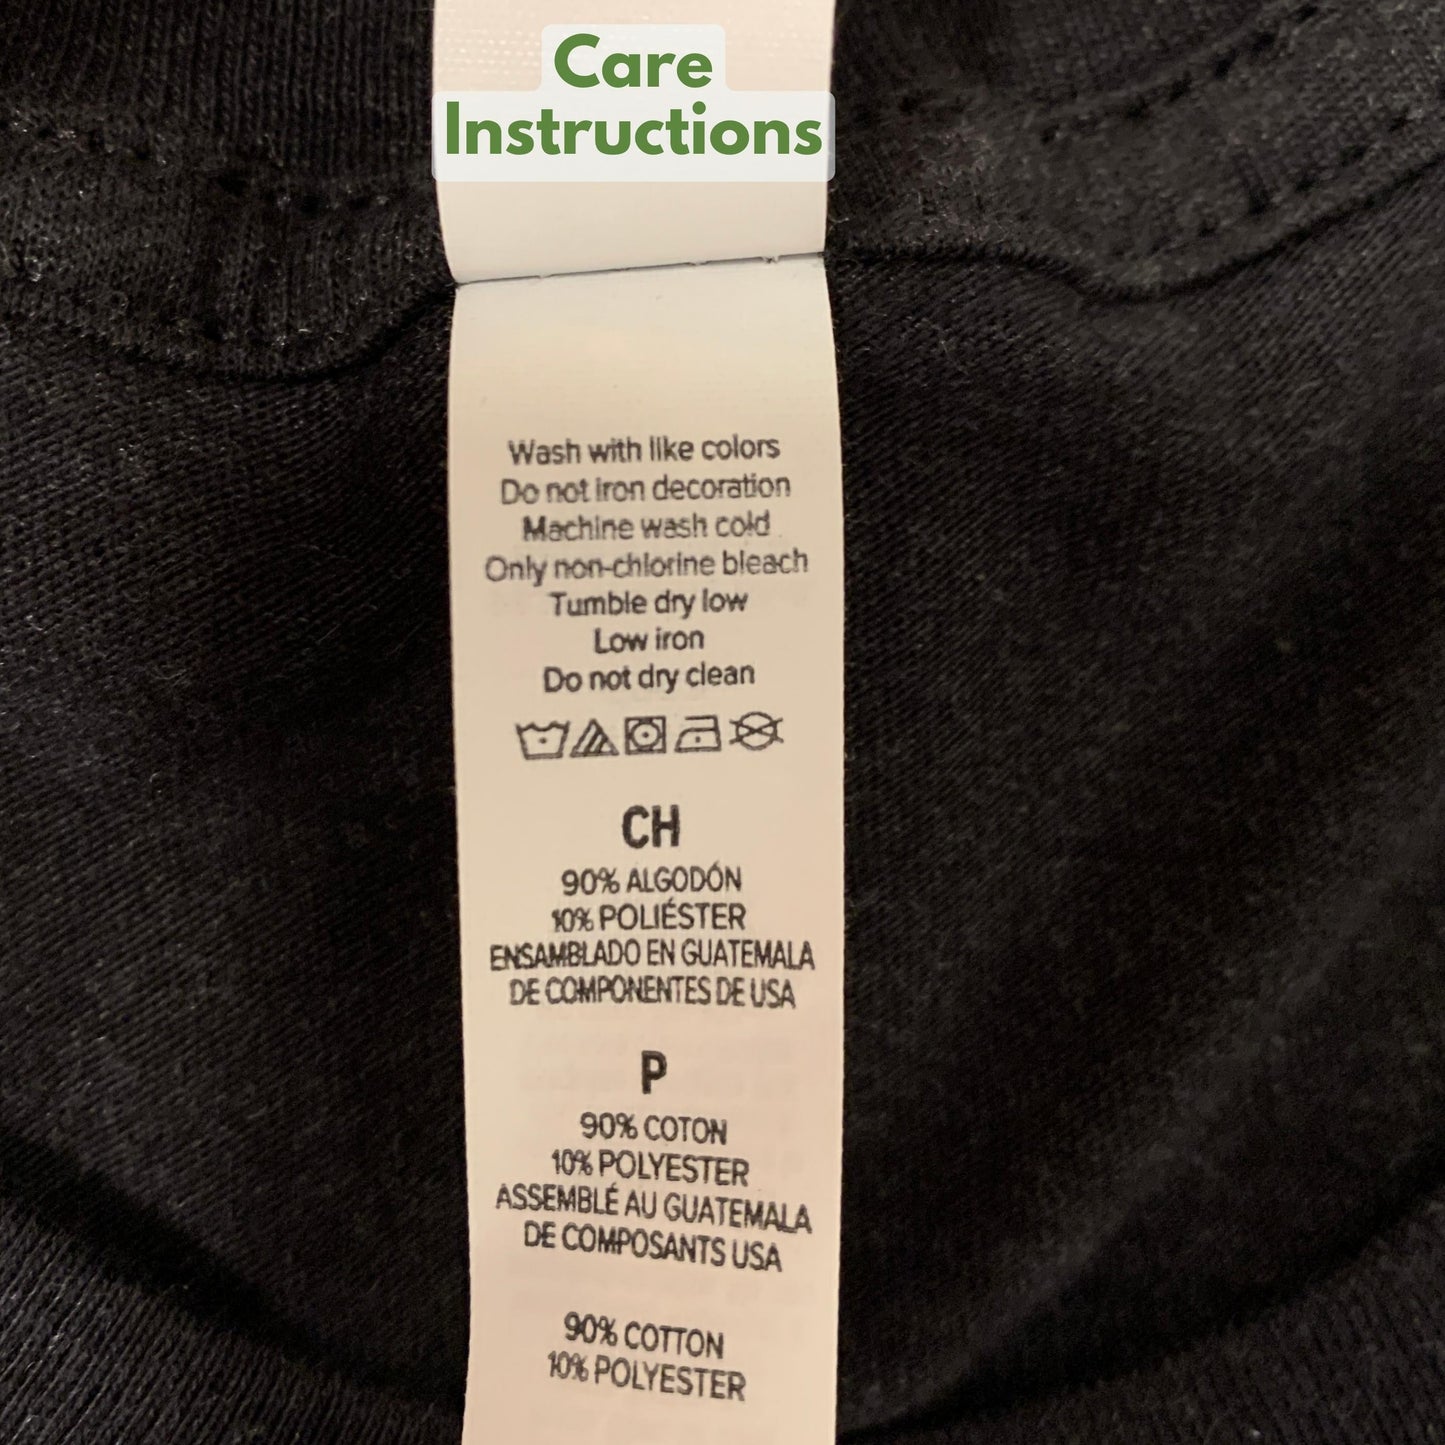 Care
Instructions
Wash with like colors
Do not iron decoration
Machine wash cold
Only non-chlorine bleach
Tumble dry low
Low iron
Do not dry clean
CH
90% ALGODÓN
10% POLIÉSTER
ENSAMBLADO EN GUATEMALA
DE COMPONENTES DE USA
P
90% COTON
10% POLYESTER
ASSEMBLÉ AU GUATEMALA
DE COMPOSANTS USA
90% COTTON
10% POLYESTER